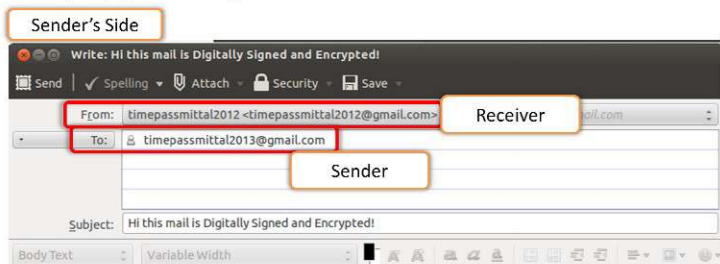 Sender's Side
Write: Hi this mail is Digitally Signed and Encrypted!
Send Spelling Attach Security Save
From: timepassmittal2012 <timepassmittal2012@gmail.com> Receiver
To: timepassmittal2013@gmail.com
Sender
Subject: Hi this mail is Digitally Signed and Encrypted!
Body Text Variable Width